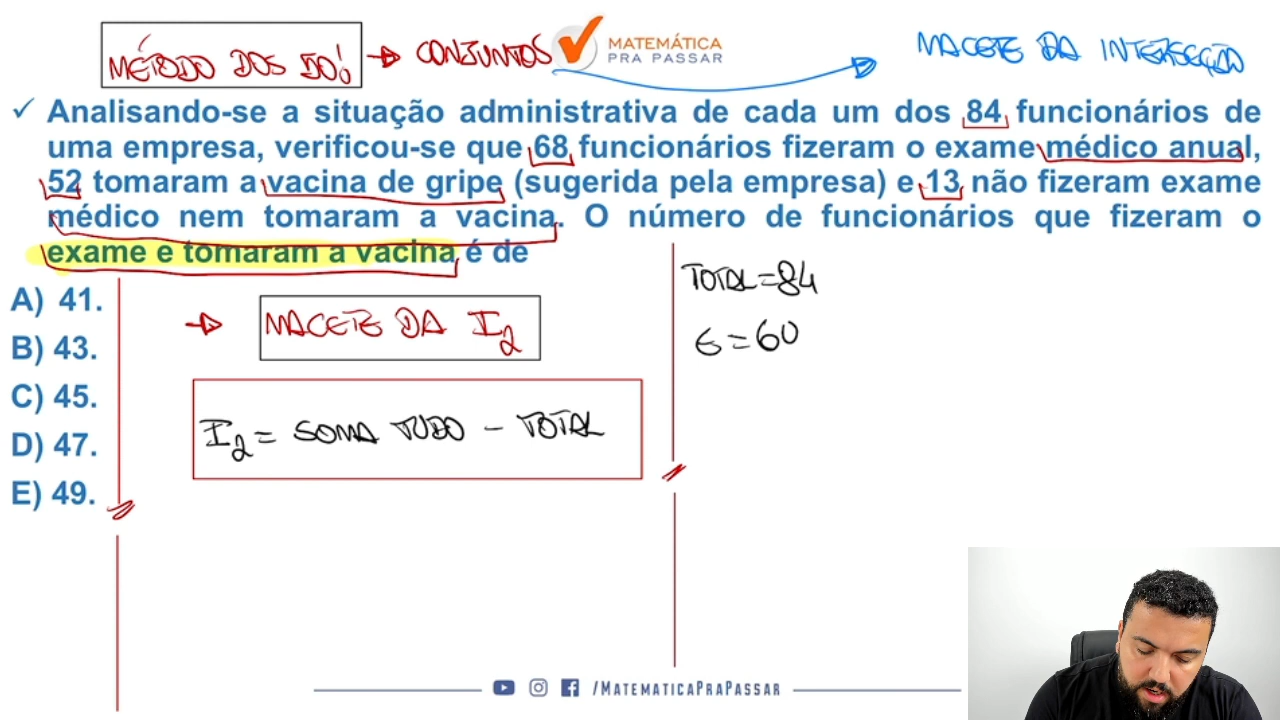 MÉTODO DOS 50! → CONJUNTOS
MATEMÁTICA
PRA PASSAR
MACETE DA INTERSECÇÃO
✓ Analisando-se a situação administrativa de cada um dos 84 funcionários de
uma empresa, verificou-se que 68 funcionários fizeram o exame médico anual,
52 tomaram a vacina de gripe (sugerida pela empresa) e 13 não fizeram exame
médico nem tomaram a vacina. O número de funcionários que fizeram o
exame e tomaram a vacina é de
A) 41.
B) 43.
C) 45.
D) 47.
E) 49.
→ MACETE DA I2
I2 = SOMA TUDO - TOTAL
TOTAL = 84
E = 60
/MATEMATICAPRAPASSAR